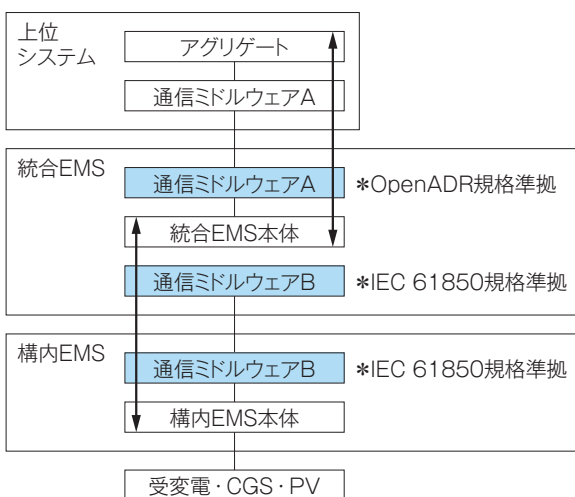 上位
システム
アグリゲート
通信ミドルウェアA
統合EMS
通信ミドルウェアA
*OpenADR規格準拠
統合EMS本体
通信ミドルウェアB
*IEC 61850規格準拠
構内EMS
通信ミドルウェアB
*IEC 61850規格準拠
構内EMS本体
受変電・CGS・PV